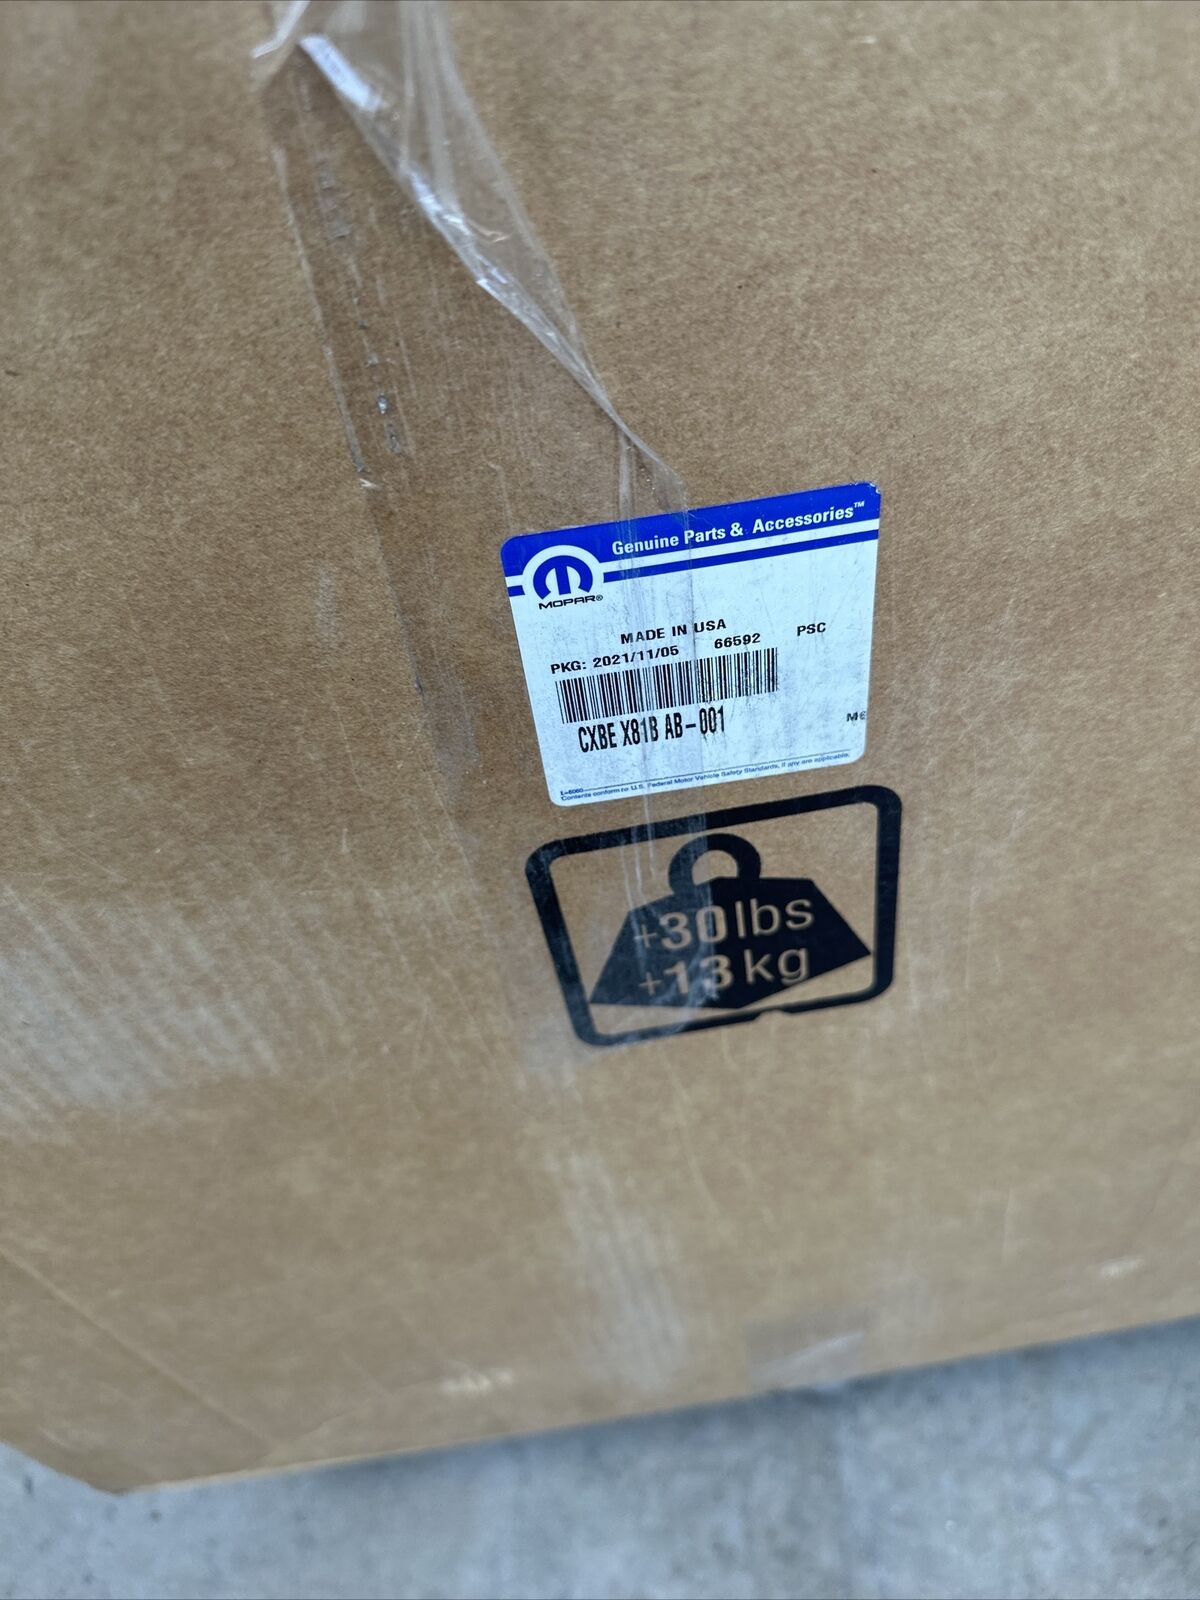 Genuine Parts & Accessories™
MOPAR®
MADE IN USA
PKG: 2021/11/05 66592 PSC
CXBE X81B AB-001
L-6060
Contents conform to U.S. Federal Motor Vehicle Safety Standards, if any are applicable.
+30lbs
+13kg